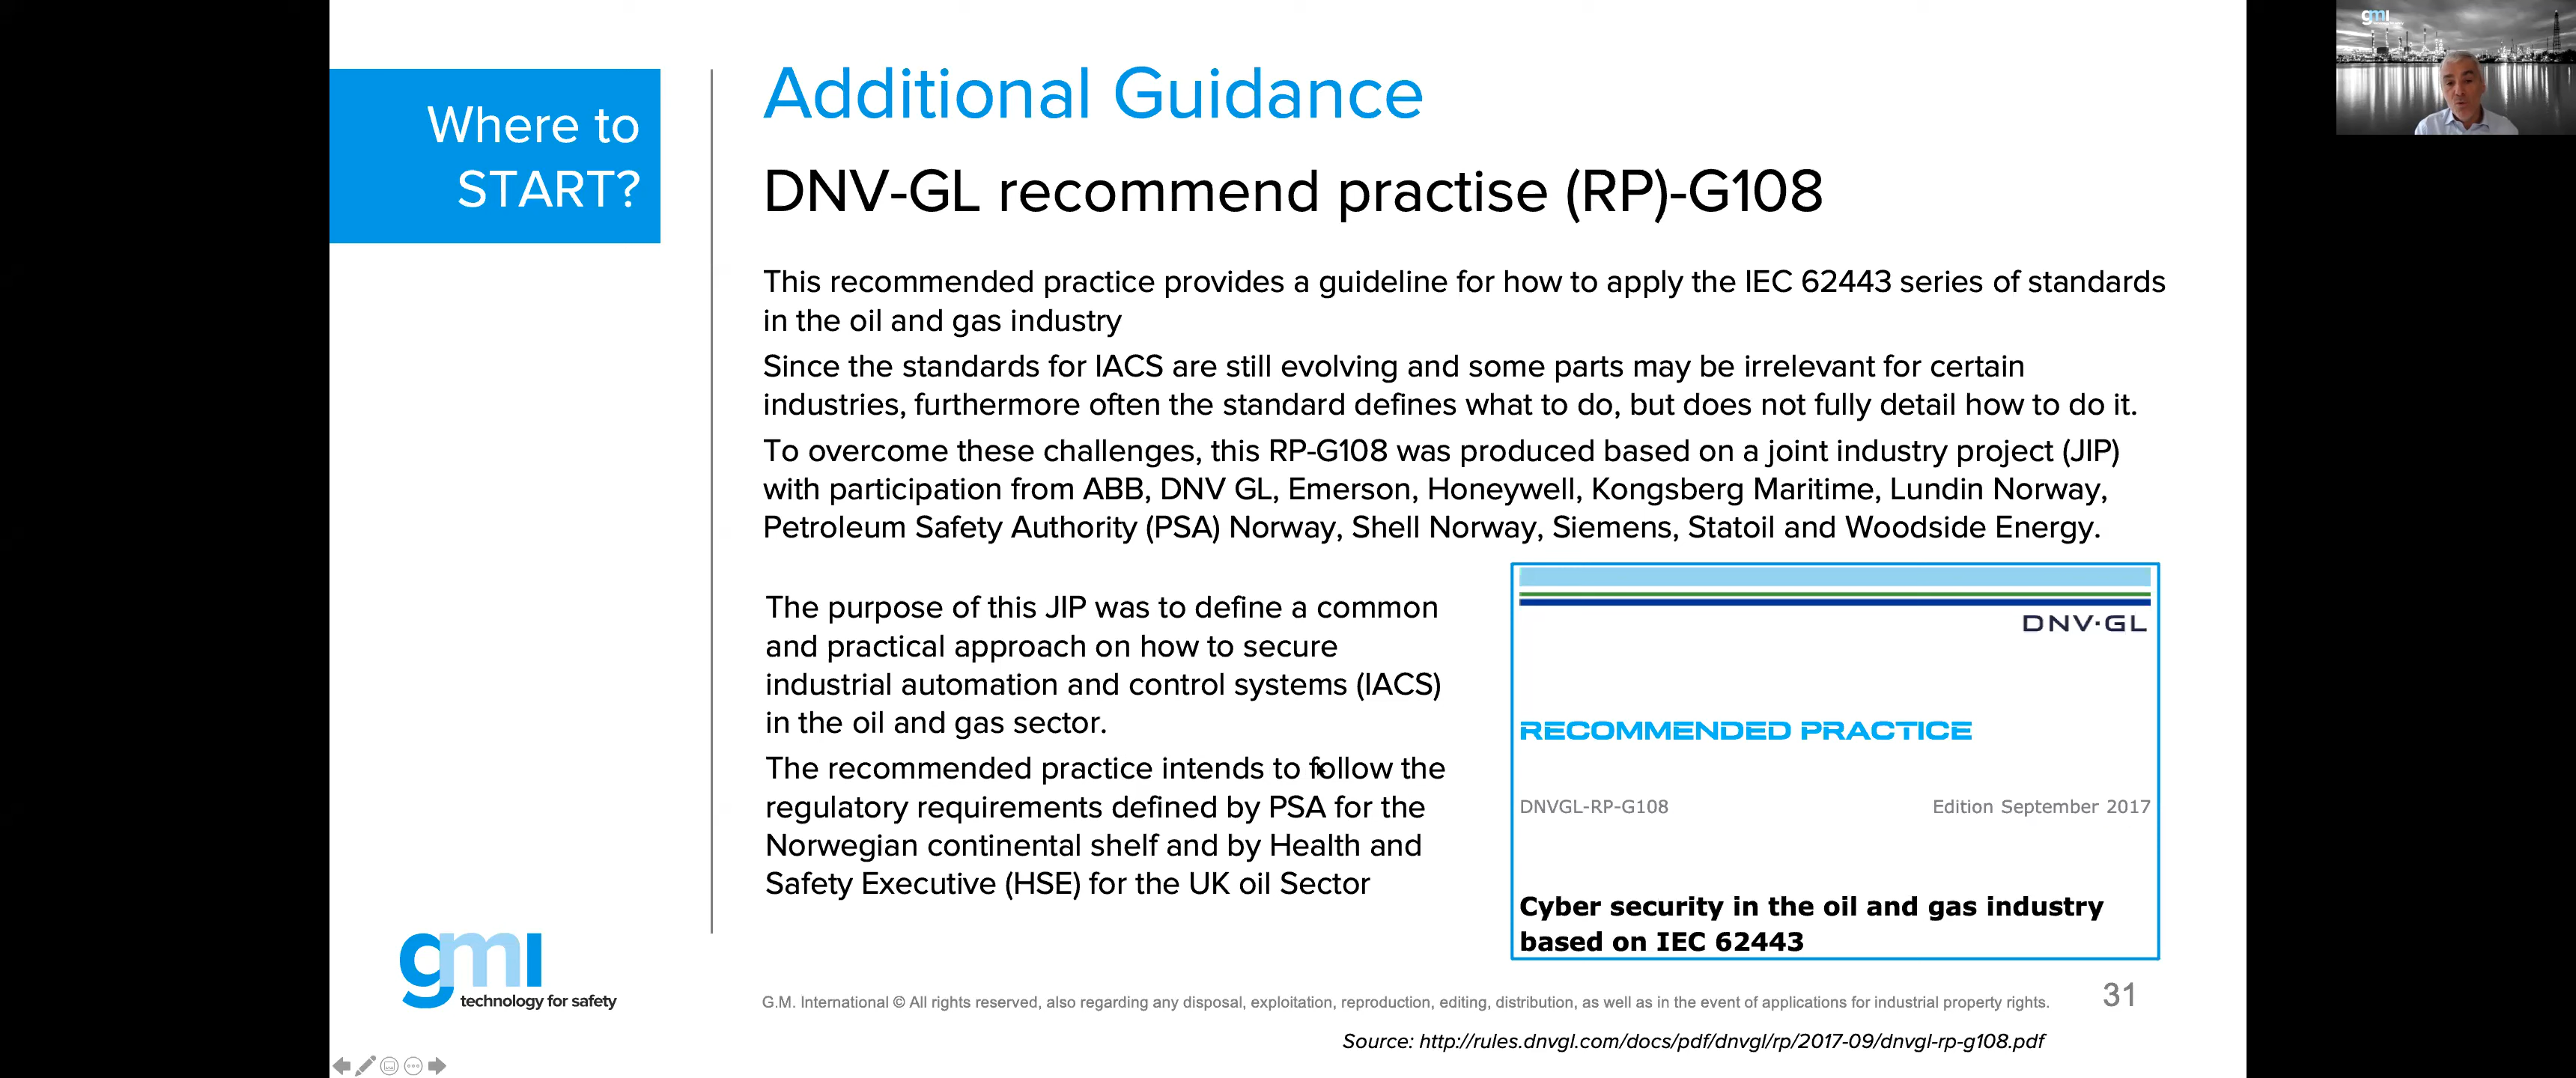 gmi
Where to
START?
Additional Guidance
DNV-GL recommend practise (RP)-G108
This recommended practice provides a guideline for how to apply the IEC 62443 series of standards
in the oil and gas industry
Since the standards for IACS are still evolving and some parts may be irrelevant for certain
industries, furthermore often the standard defines what to do, but does not fully detail how to do it.
To overcome these challenges, this RP-G108 was produced based on a joint industry project (JIP)
with participation from ABB, DNV GL, Emerson, Honeywell, Kongsberg Maritime, Lundin Norway,
Petroleum Safety Authority (PSA) Norway, Shell Norway, Siemens, Statoil and Woodside Energy.
The purpose of this JIP was to define a common
and practical approach on how to secure
industrial automation and control systems (IACS)
in the oil and gas sector.
The recommended practice intends to follow the
regulatory requirements defined by PSA for the
Norwegian continental shelf and by Health and
Safety Executive (HSE) for the UK oil Sector
DNV·GL
RECOMMENDED PRACTICE
DNVGL-RP-G108 Edition September 2017
Cyber security in the oil and gas industry
based on IEC 62443
gmi
technology for safety
G.M. International © All rights reserved, also regarding any disposal, exploitation, reproduction, editing, distribution, as well as in the event of applications for industrial property rights.
31
Source: http://rules.dnvgl.com/docs/pdf/dnvgl/rp/2017-09/dnvgl-rp-g108.pdf